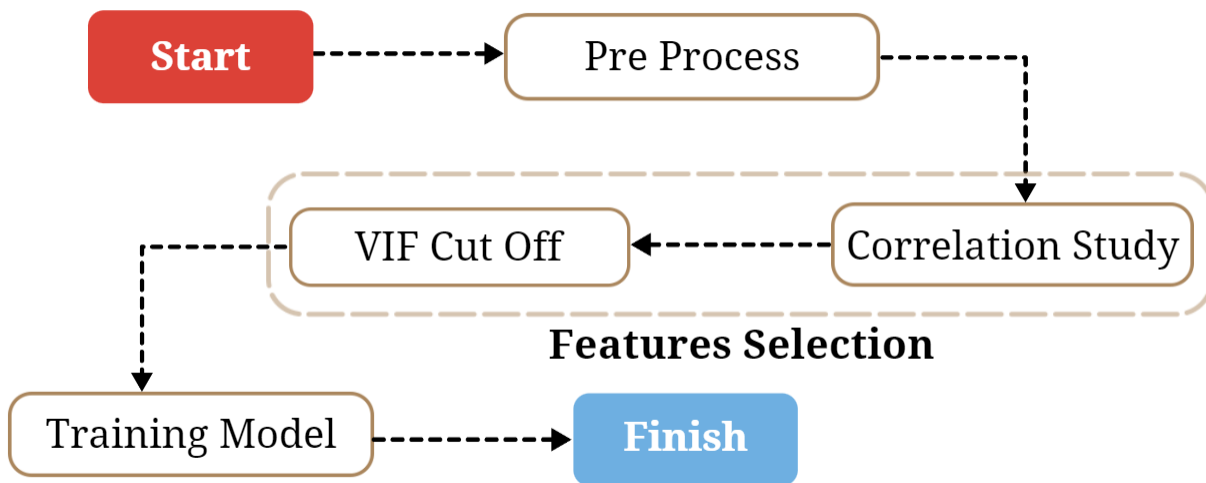 Start
Pre Process
Correlation Study
VIF Cut Off
Features Selection
Training Model
Finish